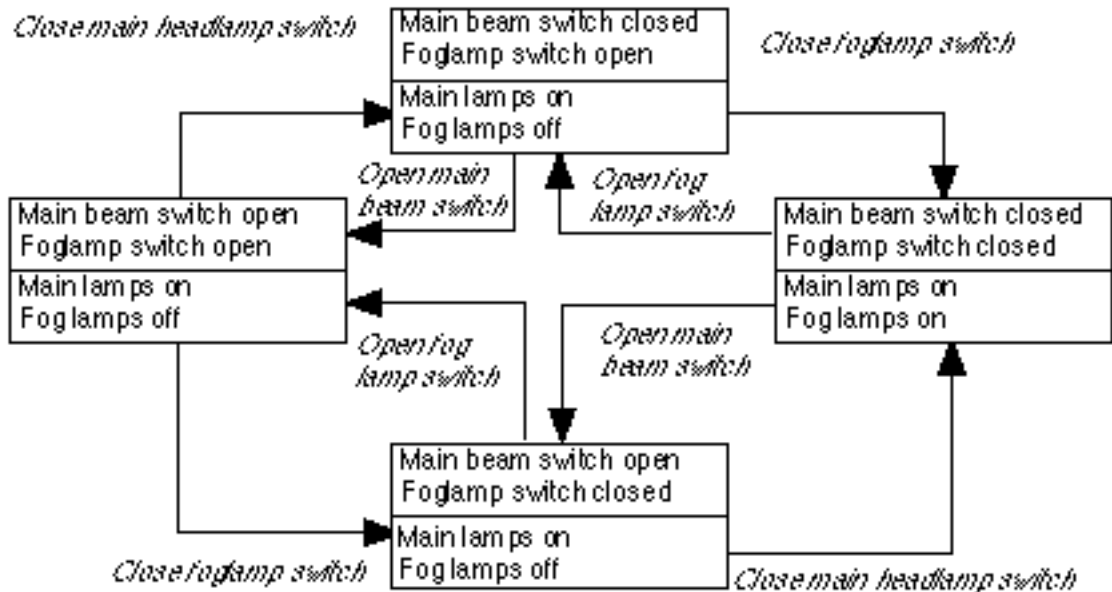 Close main headlamp switch
Main beam switch closed
Foglamp switch open
Close foglamp switch
Main lamps on
Fog lamps off
Open main
beam switch
Open fog
lamp switch
Main beam switch open
Foglamp switch open
Main beam switch closed
Foglamp switch closed
Main lamps on
Fog lamps off
Main lamps on
Fog lamps on
Open fog
lamp switch
Open main
beam switch
Main beam switch open
Foglamp switch closed
Main lamps on
Fog lamps off
Close foglamp switch
Close main headlamp switch